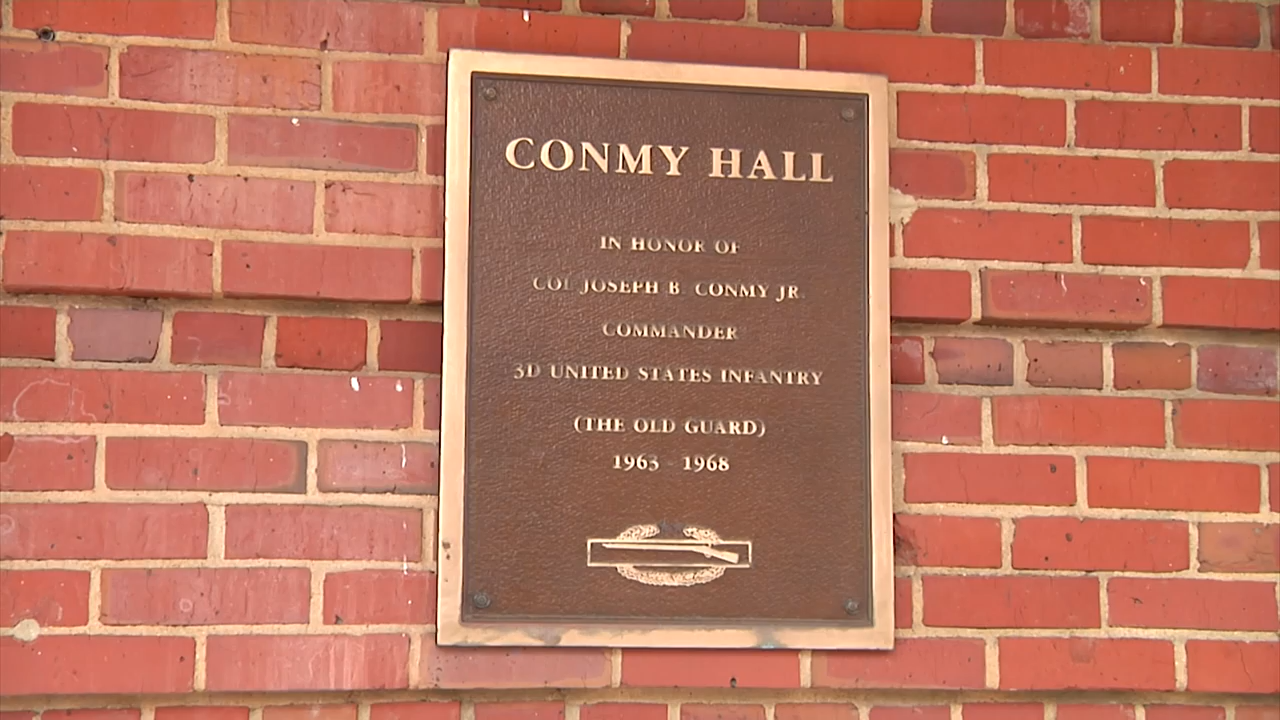 CONMY HALL
IN HONOR OF
COL JOSEPH B. CONMY JR.
COMMANDER
3D UNITED STATES INFANTRY
(THE OLD GUARD)
1963 - 1968